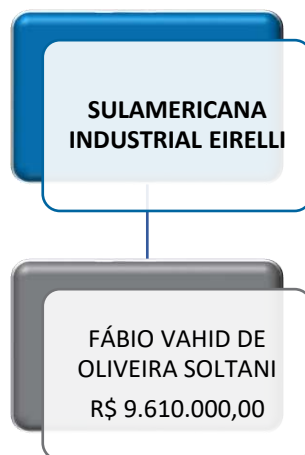 SULAMERICANA
INDUSTRIAL EIRELLI
FÁBIO VAHID DE
OLIVEIRA SOLTANI
R$ 9.610.000,00